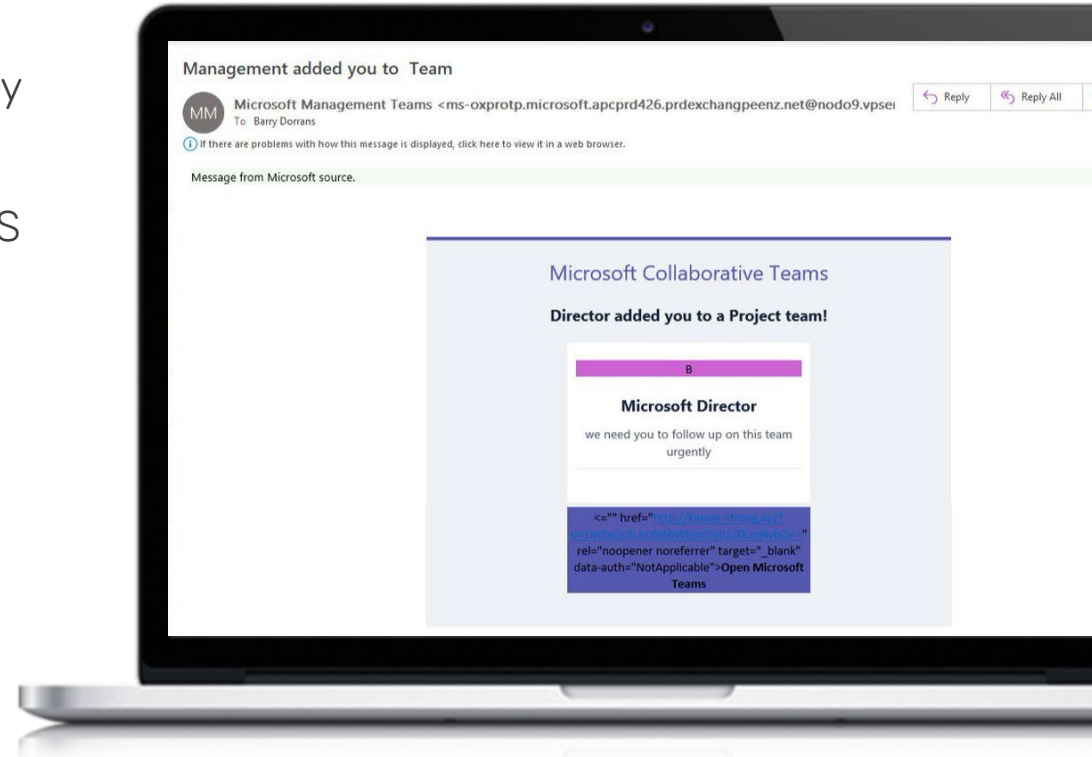 y
s
Management added you to  Team
MM
Microsoft Management Teams <ms-oxprotp.microsoft.apcprd426.prdexchangpeenz.net@nodo9.vpser
To Barry Dorrans
Reply
Reply All
If there are problems with how this message is displayed, click here to view it in a web browser.
Message from Microsoft source.
Microsoft Collaborative Teams
Director added you to a Project team!
B
Microsoft Director
we need you to follow up on this team
urgently
<="" href="
"
rel="noopener noreferrer" target="_blank"
data-auth="NotApplicable">Open Microsoft
Teams